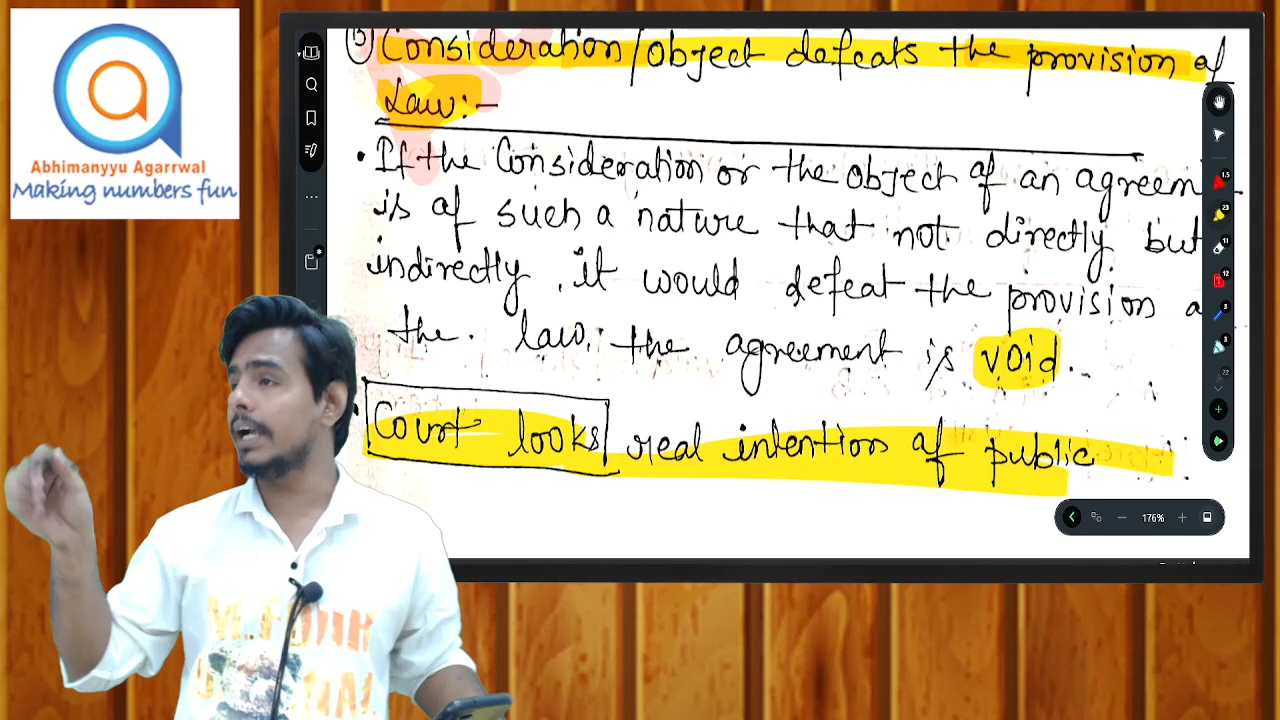 Abhimanyyu Agarrwal
Making numbers fun
Consideration/object defeats the provision of
Law:-
• If the Consideration or the object of an agreem
is of such a nature that not directly but
indirectly, it would defeat the provision o
the law, the agreement is void.
• Court looks real intention of public
176%